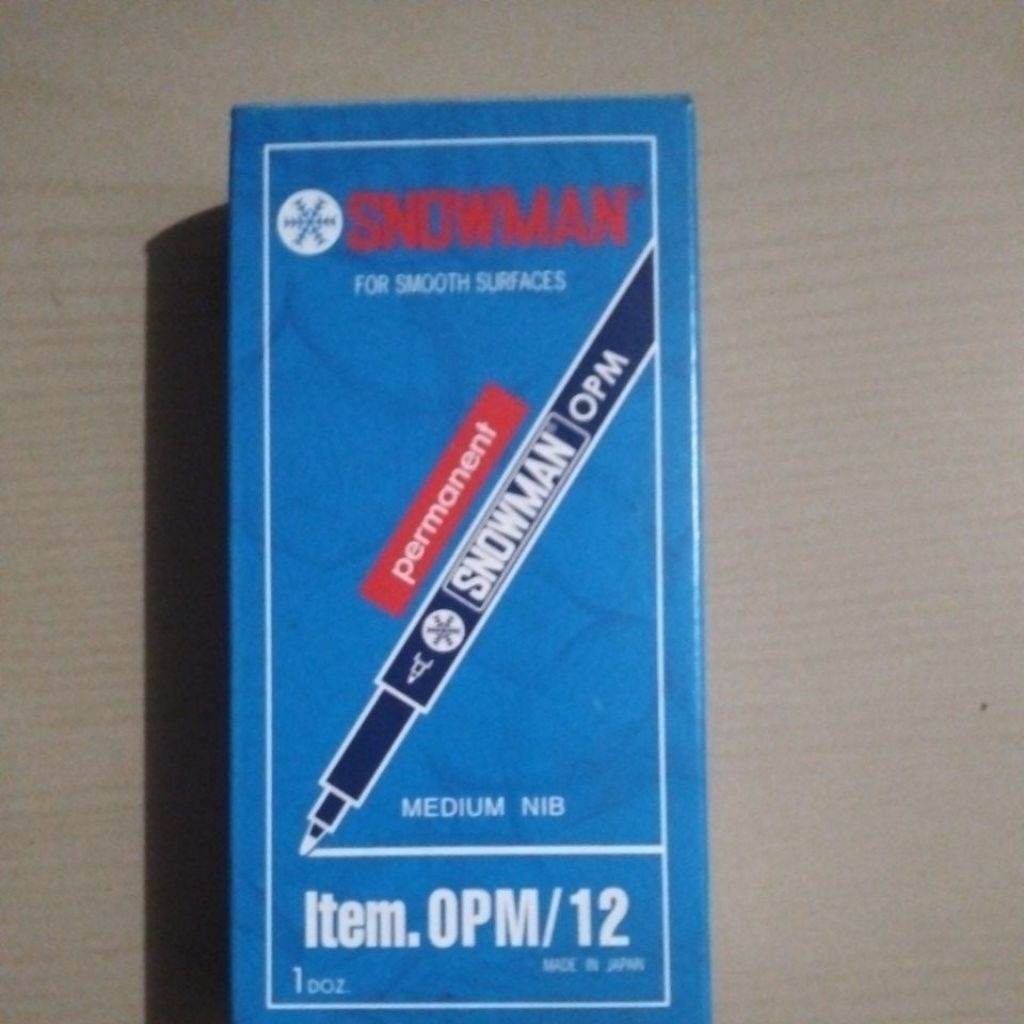 SNOWMAN
FOR SMOOTH SURFACES
permanent
SNOWMAN OPM
MEDIUM NIB
Item. OPM/12
MADE IN JAPAN
1 DOZ.